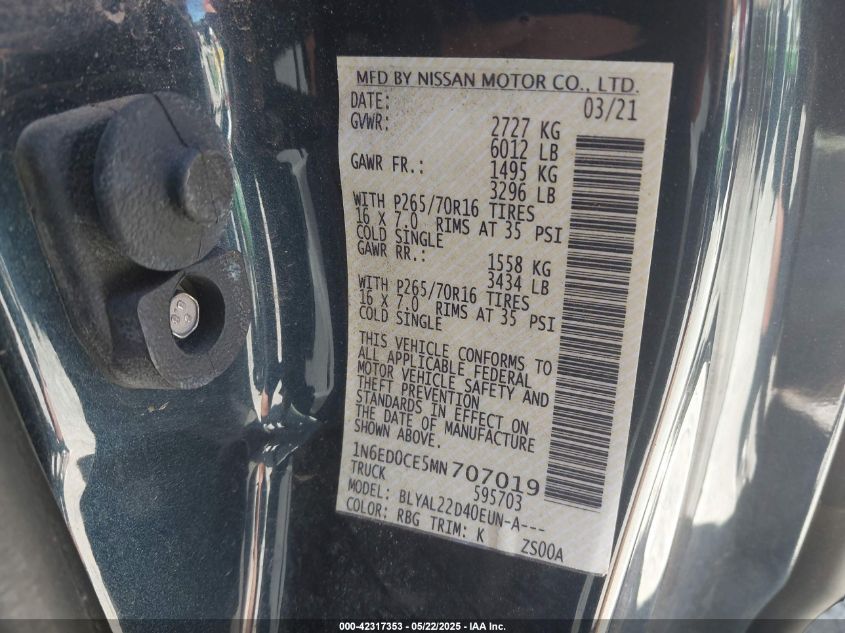 MFD BY NISSAN MOTOR CO., LTD.
DATE: 03/21
GVWR: 2727 KG
6012 LB
GAWR FR.: 1495 KG
3296 LB
WITH P265/70R16 TIRES
16 X 7.0 RIMS AT 35 PSI
COLD SINGLE
GAWR RR.: 1558 KG
3434 LB
WITH P265/70R16 TIRES
16 X 7.0 RIMS AT 35 PSI
COLD SINGLE
THIS VEHICLE CONFORMS TO
ALL APPLICABLE FEDERAL
MOTOR VEHICLE SAFETY AND
THEFT PREVENTION
STANDARDS IN EFFECT ON
THE DATE OF MANUFACTURE
SHOWN ABOVE.
1N6ED0CE5MN707019
TRUCK 595703
MODEL: BLYAL22D40EUN-A---
COLOR: RBG TRIM: K ZS00A
000-42317353 - 05/22/2025 - IAA Inc.